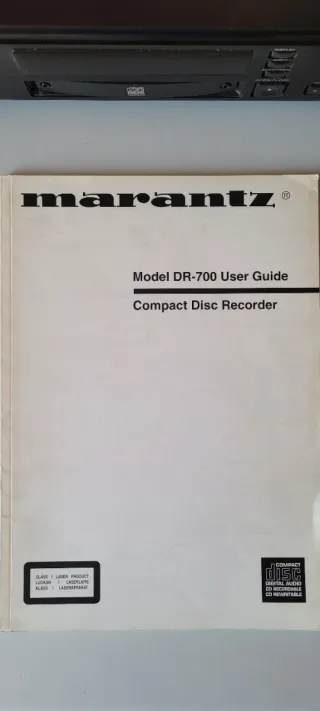 marantz®
Model DR-700 User Guide
Compact Disc Recorder
CLASS 1 LASER PRODUCT
LUOKAN 1 LASERLAITE
KLASS 1 LASERAPPARAT
COMPACT
disc
DIGITAL AUDIO
CD RECORDABLE
CD REWRITABLE